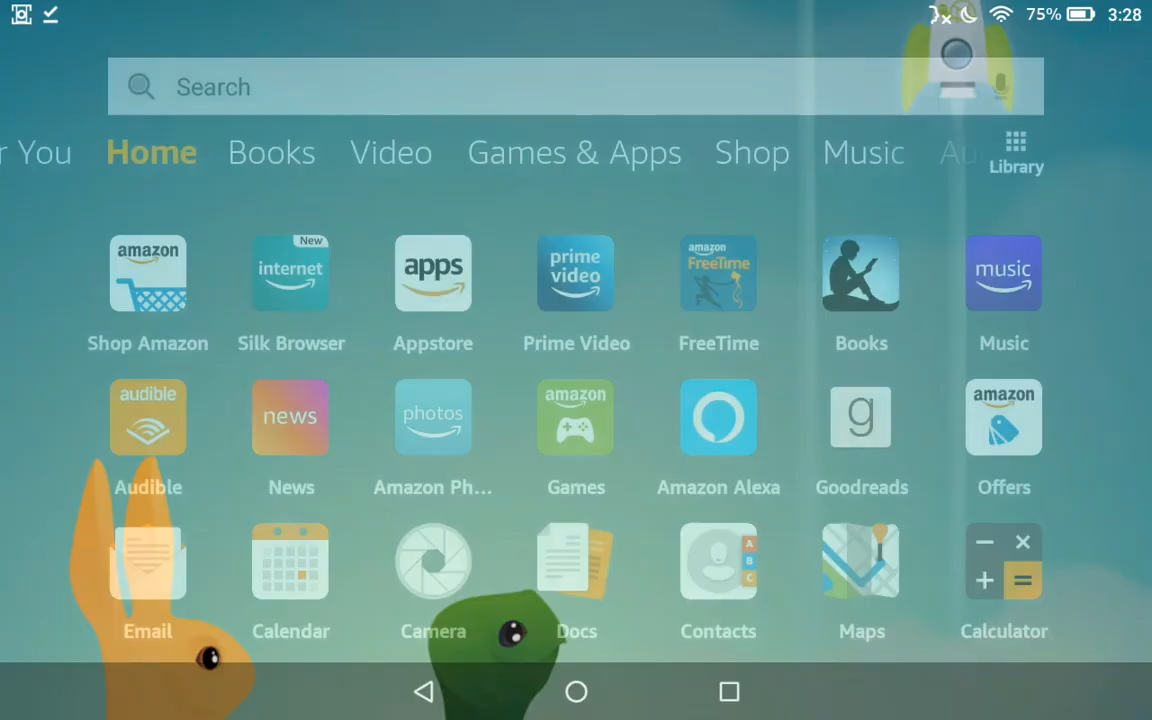 75% 3:28
Search
r You Home Books Video Games & Apps Shop Music Au Library
amazon New internet apps prime video amazon FreeTime music
Shop Amazon Silk Browser Appstore Prime Video FreeTime Books Music
audible news photos amazon g amazon
Audible News Amazon Ph... Games Amazon Alexa Goodreads Offers
A B C
Email Calendar Camera Docs Contacts Maps Calculator